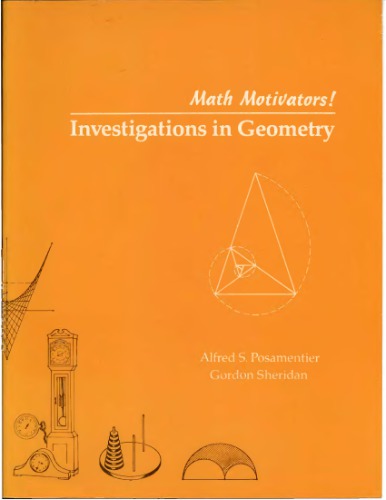 Math Motivators!
Investigations in Geometry
Alfred S. Posamentier
Gordon Sheridan